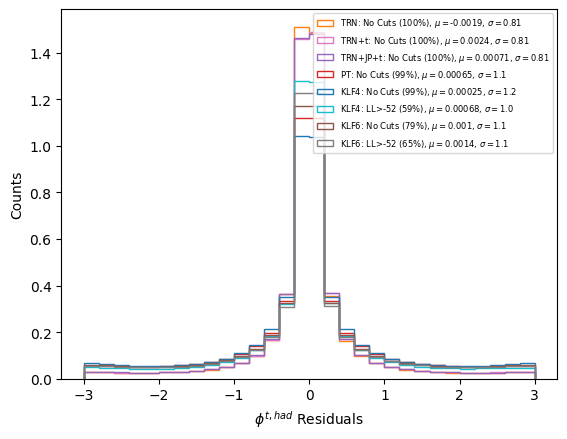 TRN: No Cuts (100%), μ = -0.0019, σ = 0.81
TRN+t: No Cuts (100%), μ = 0.0024, σ = 0.81
TRN+JP+t: No Cuts (100%), μ = 0.00071, σ = 0.81
PT: No Cuts (99%), μ = 0.00065, σ = 1.1
KLF4: No Cuts (99%), μ = 0.00025, σ = 1.2
KLF4: LL>-52 (59%), μ = 0.00068, σ = 1.0
KLF6: No Cuts (79%), μ = 0.001, σ = 1.1
KLF6: LL>-52 (65%), μ = 0.0014, σ = 1.1
1.4
1.2
1.0
0.8
0.6
0.4
0.2
0.0
Counts
−3 −2 −1 0 1 2 3
ϕ^{t, had} Residuals